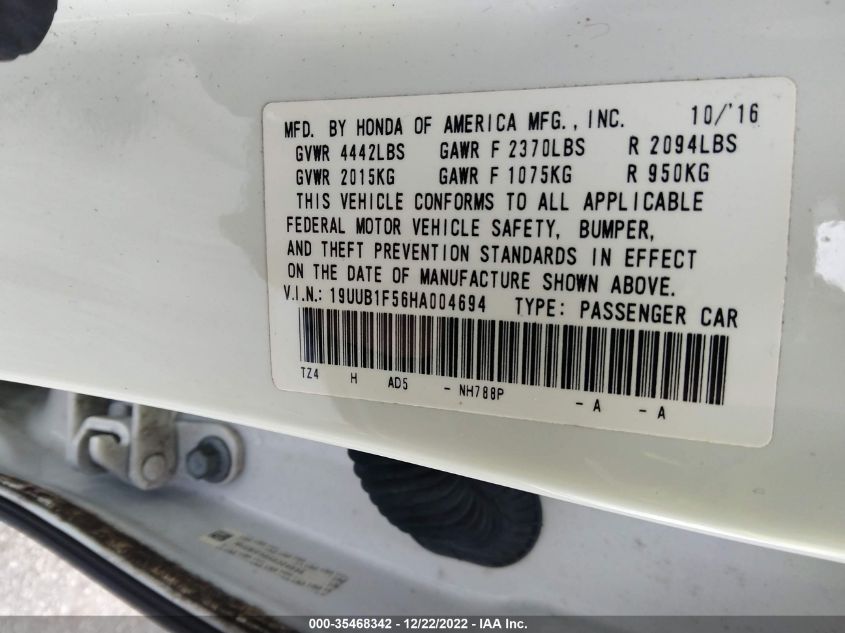 MFD. BY HONDA OF AMERICA MFG., INC. 10/'16
GVWR 4442LBS GAWR F 2370LBS R 2094LBS
GVWR 2015KG GAWR F 1075KG R 950KG
THIS VEHICLE CONFORMS TO ALL APPLICABLE
FEDERAL MOTOR VEHICLE SAFETY, BUMPER,
AND THEFT PREVENTION STANDARDS IN EFFECT
ON THE DATE OF MANUFACTURE SHOWN ABOVE.
V.I.N.: 19UUB1F56HA004694 TYPE: PASSENGER CAR
TZ4 H AD5 - NH788P - A - A
000-35468342 - 12/22/2022 - IAA Inc.